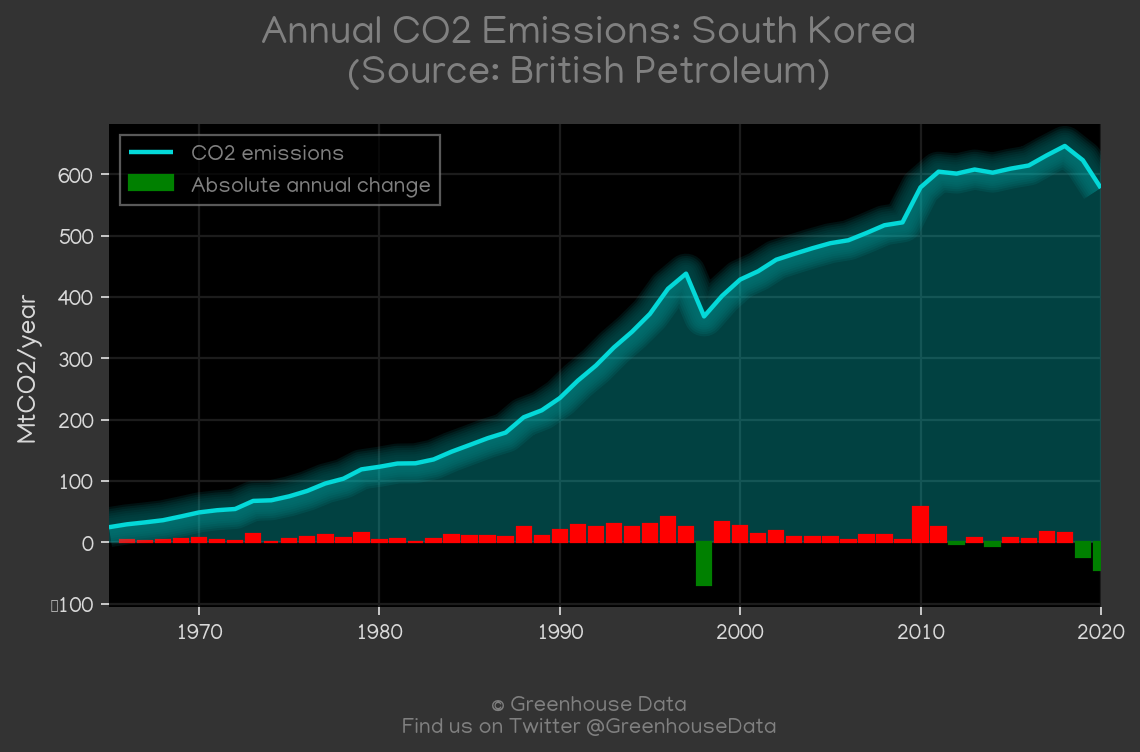 Annual CO2 Emissions: South Korea
(Source: British Petroleum)
CO2 emissions
Absolute annual change
MtCO2/year
600
500
400
300
200
100
0
▯100
1970 1980 1990 2000 2010 2020
© Greenhouse Data
Find us on Twitter @GreenhouseData